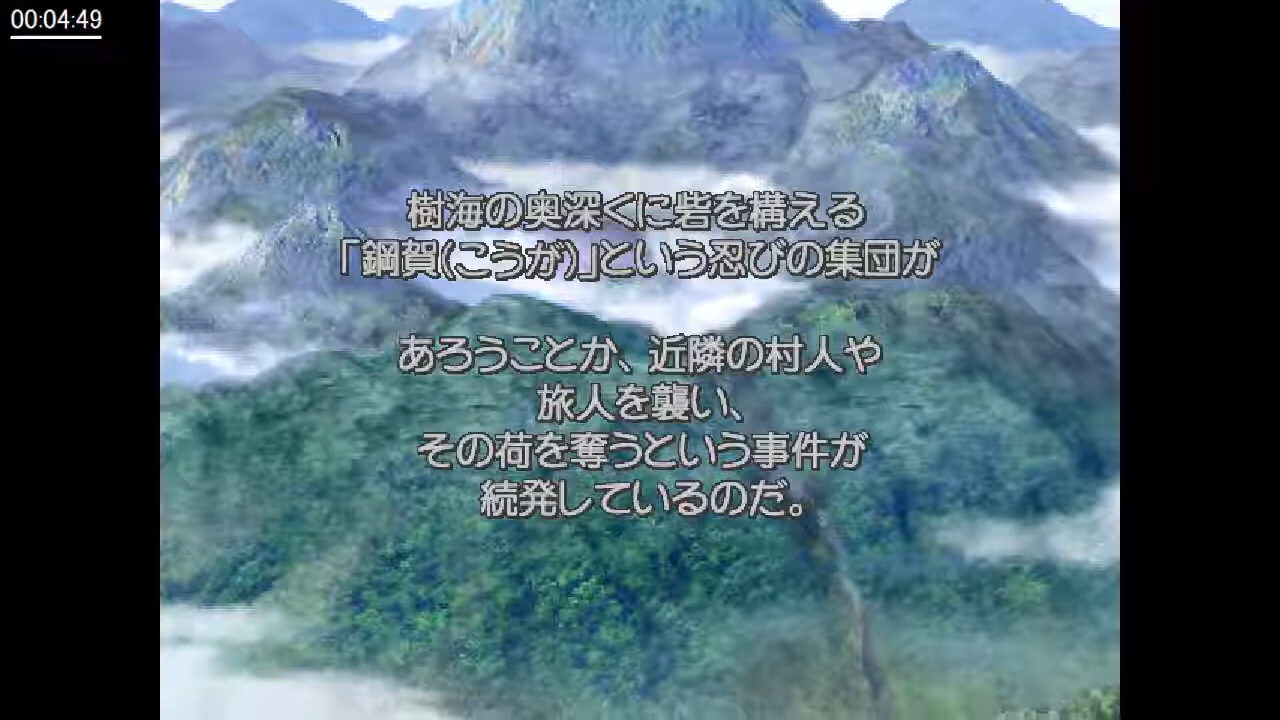 00:04:49
樹海の奥深くに砦を構える
「鋼賀(こうが)」という忍びの集団が
あろうことか、近隣の村人や
旅人を襲い、
その荷を奪うという事件が
続発しているのだ。